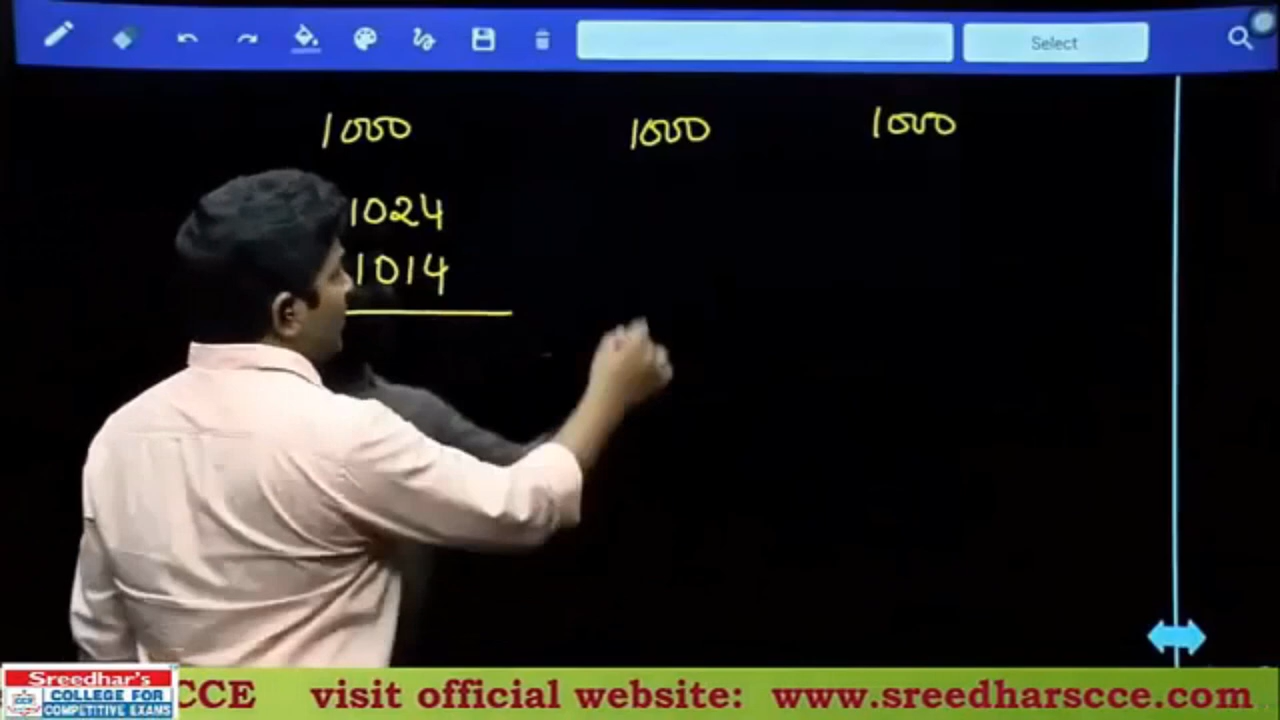 Select
1000 1000 1000
1024
1014
Sreedhar's
COLLEGE FOR
COMPETITIVE EXAMS
CCE visit official website: www.sreedharscce.com